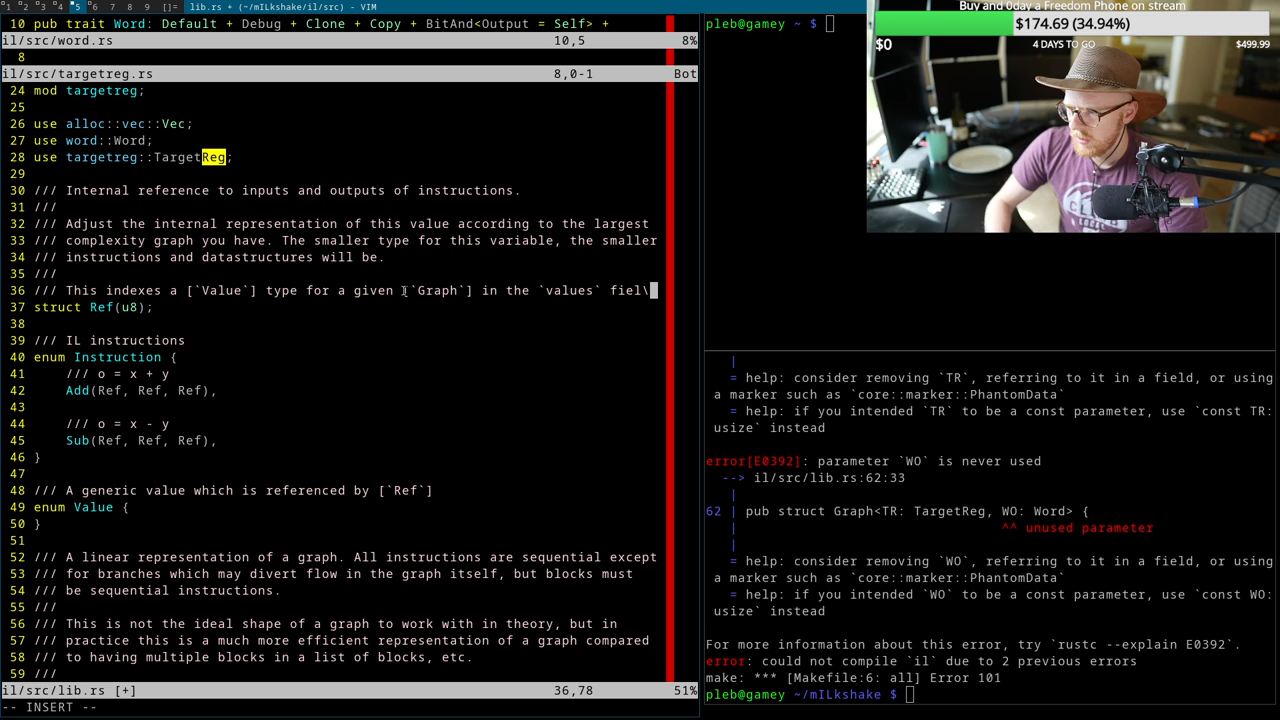 1 2 3 4 5 6 7 8 9 []= lib.rs + (~/mILkshake/il/src) - VIM
10 pub trait Word: Default + Debug + Clone + Copy + BitAnd<Output = Self> +
il/src/word.rs 10,5 8%
8
il/src/targetreg.rs 8,0-1 Bot
24 mod targetreg;
25
26 use alloc::vec::Vec;
27 use word::Word;
28 use targetreg::TargetReg;
29
30 /// Internal reference to inputs and outputs of instructions.
31 ///
32 /// Adjust the internal representation of this value according to the largest
33 /// complexity graph you have. The smaller type for this variable, the smaller
34 /// instructions and datastructures will be.
35 ///
36 /// This indexes a [`Value`] type for a given [`Graph`] in the `values` fiel\
37 struct Ref(u8);
38
39 /// IL instructions
40 enum Instruction {
41 /// o = x + y
42 Add(Ref, Ref, Ref),
43
44 /// o = x - y
45 Sub(Ref, Ref, Ref),
46 }
47
48 /// A generic value which is referenced by [`Ref`]
49 enum Value {
50 }
51
52 /// A linear representation of a graph. All instructions are sequential except
53 /// for branches which may divert flow in the graph itself, but blocks must
54 /// be sequential instructions.
55 ///
56 /// This is not the ideal shape of a graph to work with in theory, but in
57 /// practice this is a much more efficient representation of a graph compared
58 /// to having multiple blocks in a list of blocks, etc.
59 ///
il/src/lib.rs [+] 36,78 51%
-- INSERT --
pleb@gamey ~ $
Buy and 0day a Freedom Phone on stream
$174.69 (34.94%)
$0 4 DAYS TO GO $499.99
|
= help: consider removing `TR`, referring to it in a field, or using
a marker such as `core::marker::PhantomData`
= help: if you intended `TR` to be a const parameter, use `const TR:
usize` instead
error[E0392]: parameter `WO` is never used
--> il/src/lib.rs:62:33
|
62 | pub struct Graph<TR: TargetReg, WO: Word> {
| ^^ unused parameter
|
= help: consider removing `WO`, referring to it in a field, or using
a marker such as `core::marker::PhantomData`
= help: if you intended `WO` to be a const parameter, use `const WO:
usize` instead
For more information about this error, try `rustc --explain E0392`.
error: could not compile `il` due to 2 previous errors
make: *** [Makefile:6: all] Error 101
pleb@gamey ~/mILkshake $